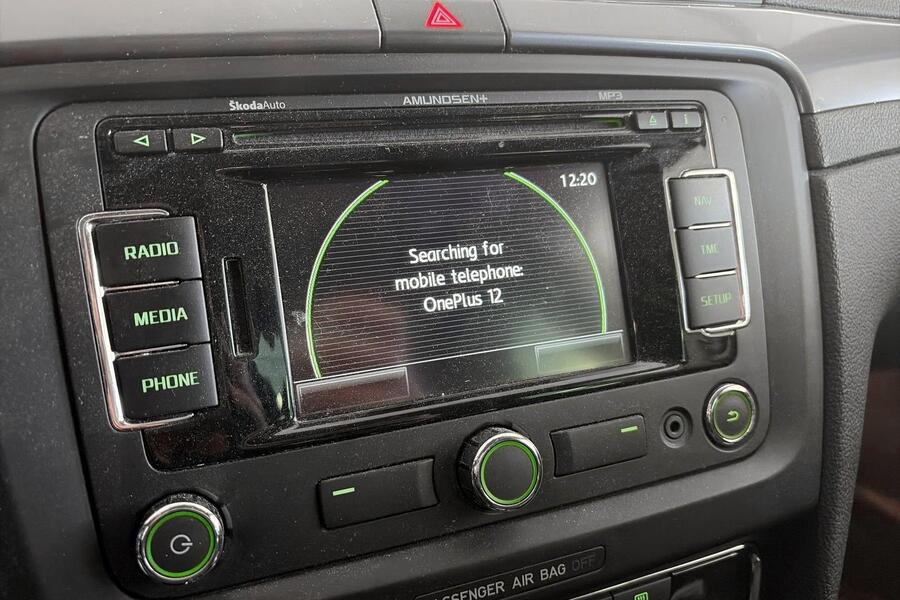 ŠkodaAuto
AMUNDSEN+
MP3
12:20
RADIO
MEDIA
PHONE
Searching for
mobile telephone:
OnePlus 12
NAV
TMC
SETUP
PASSENGER AIR BAG OFF